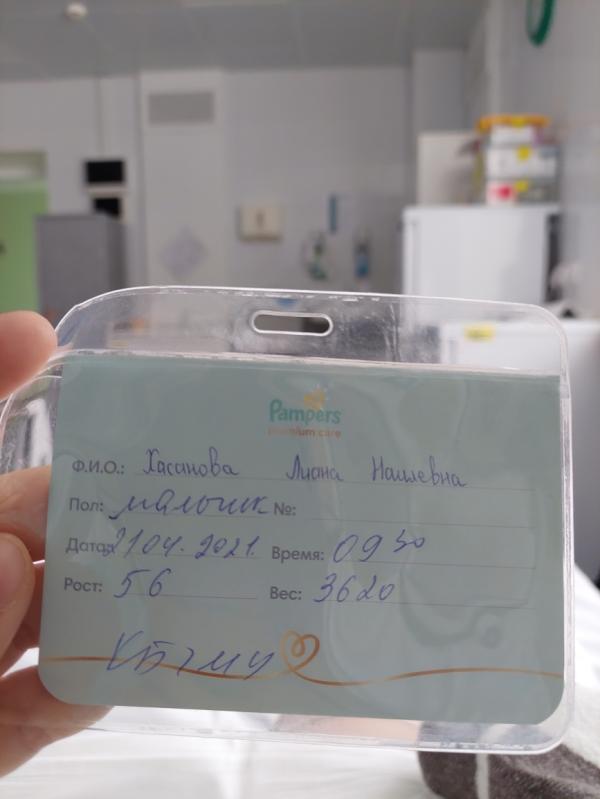 Pampers
premium care
Ф.И.О.: Хасанова Лиана Наилевна
Пол: мальчик №:
Дата: 21 04. 2021. Время: 09 30
Рост: 56 Вес: 3620